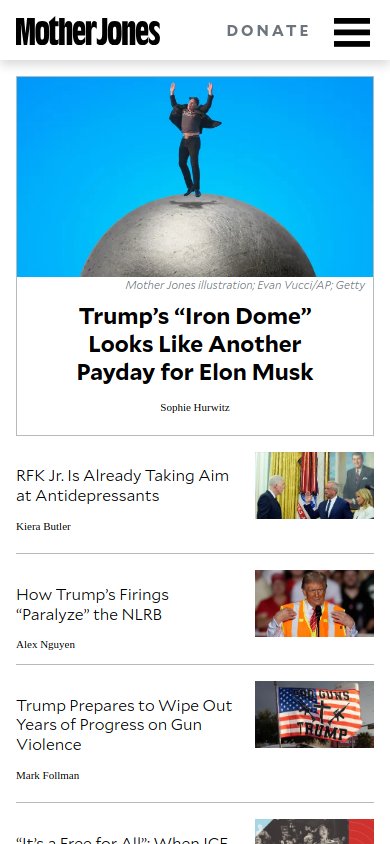 Mother Jones
DONATE
Mother Jones illustration; Evan Vucci/AP; Getty
Trump’s “Iron Dome”
Looks Like Another
Payday for Elon Musk
Sophie Hurwitz
RFK Jr. Is Already Taking Aim
at Antidepressants
Kiera Butler
How Trump’s Firings
“Paralyze” the NLRB
Alex Nguyen
Trump Prepares to Wipe Out
Years of Progress on Gun
Violence
Mark Follman
GOD GUNS
TRUMP
“It’s a Free for All”: When ICE